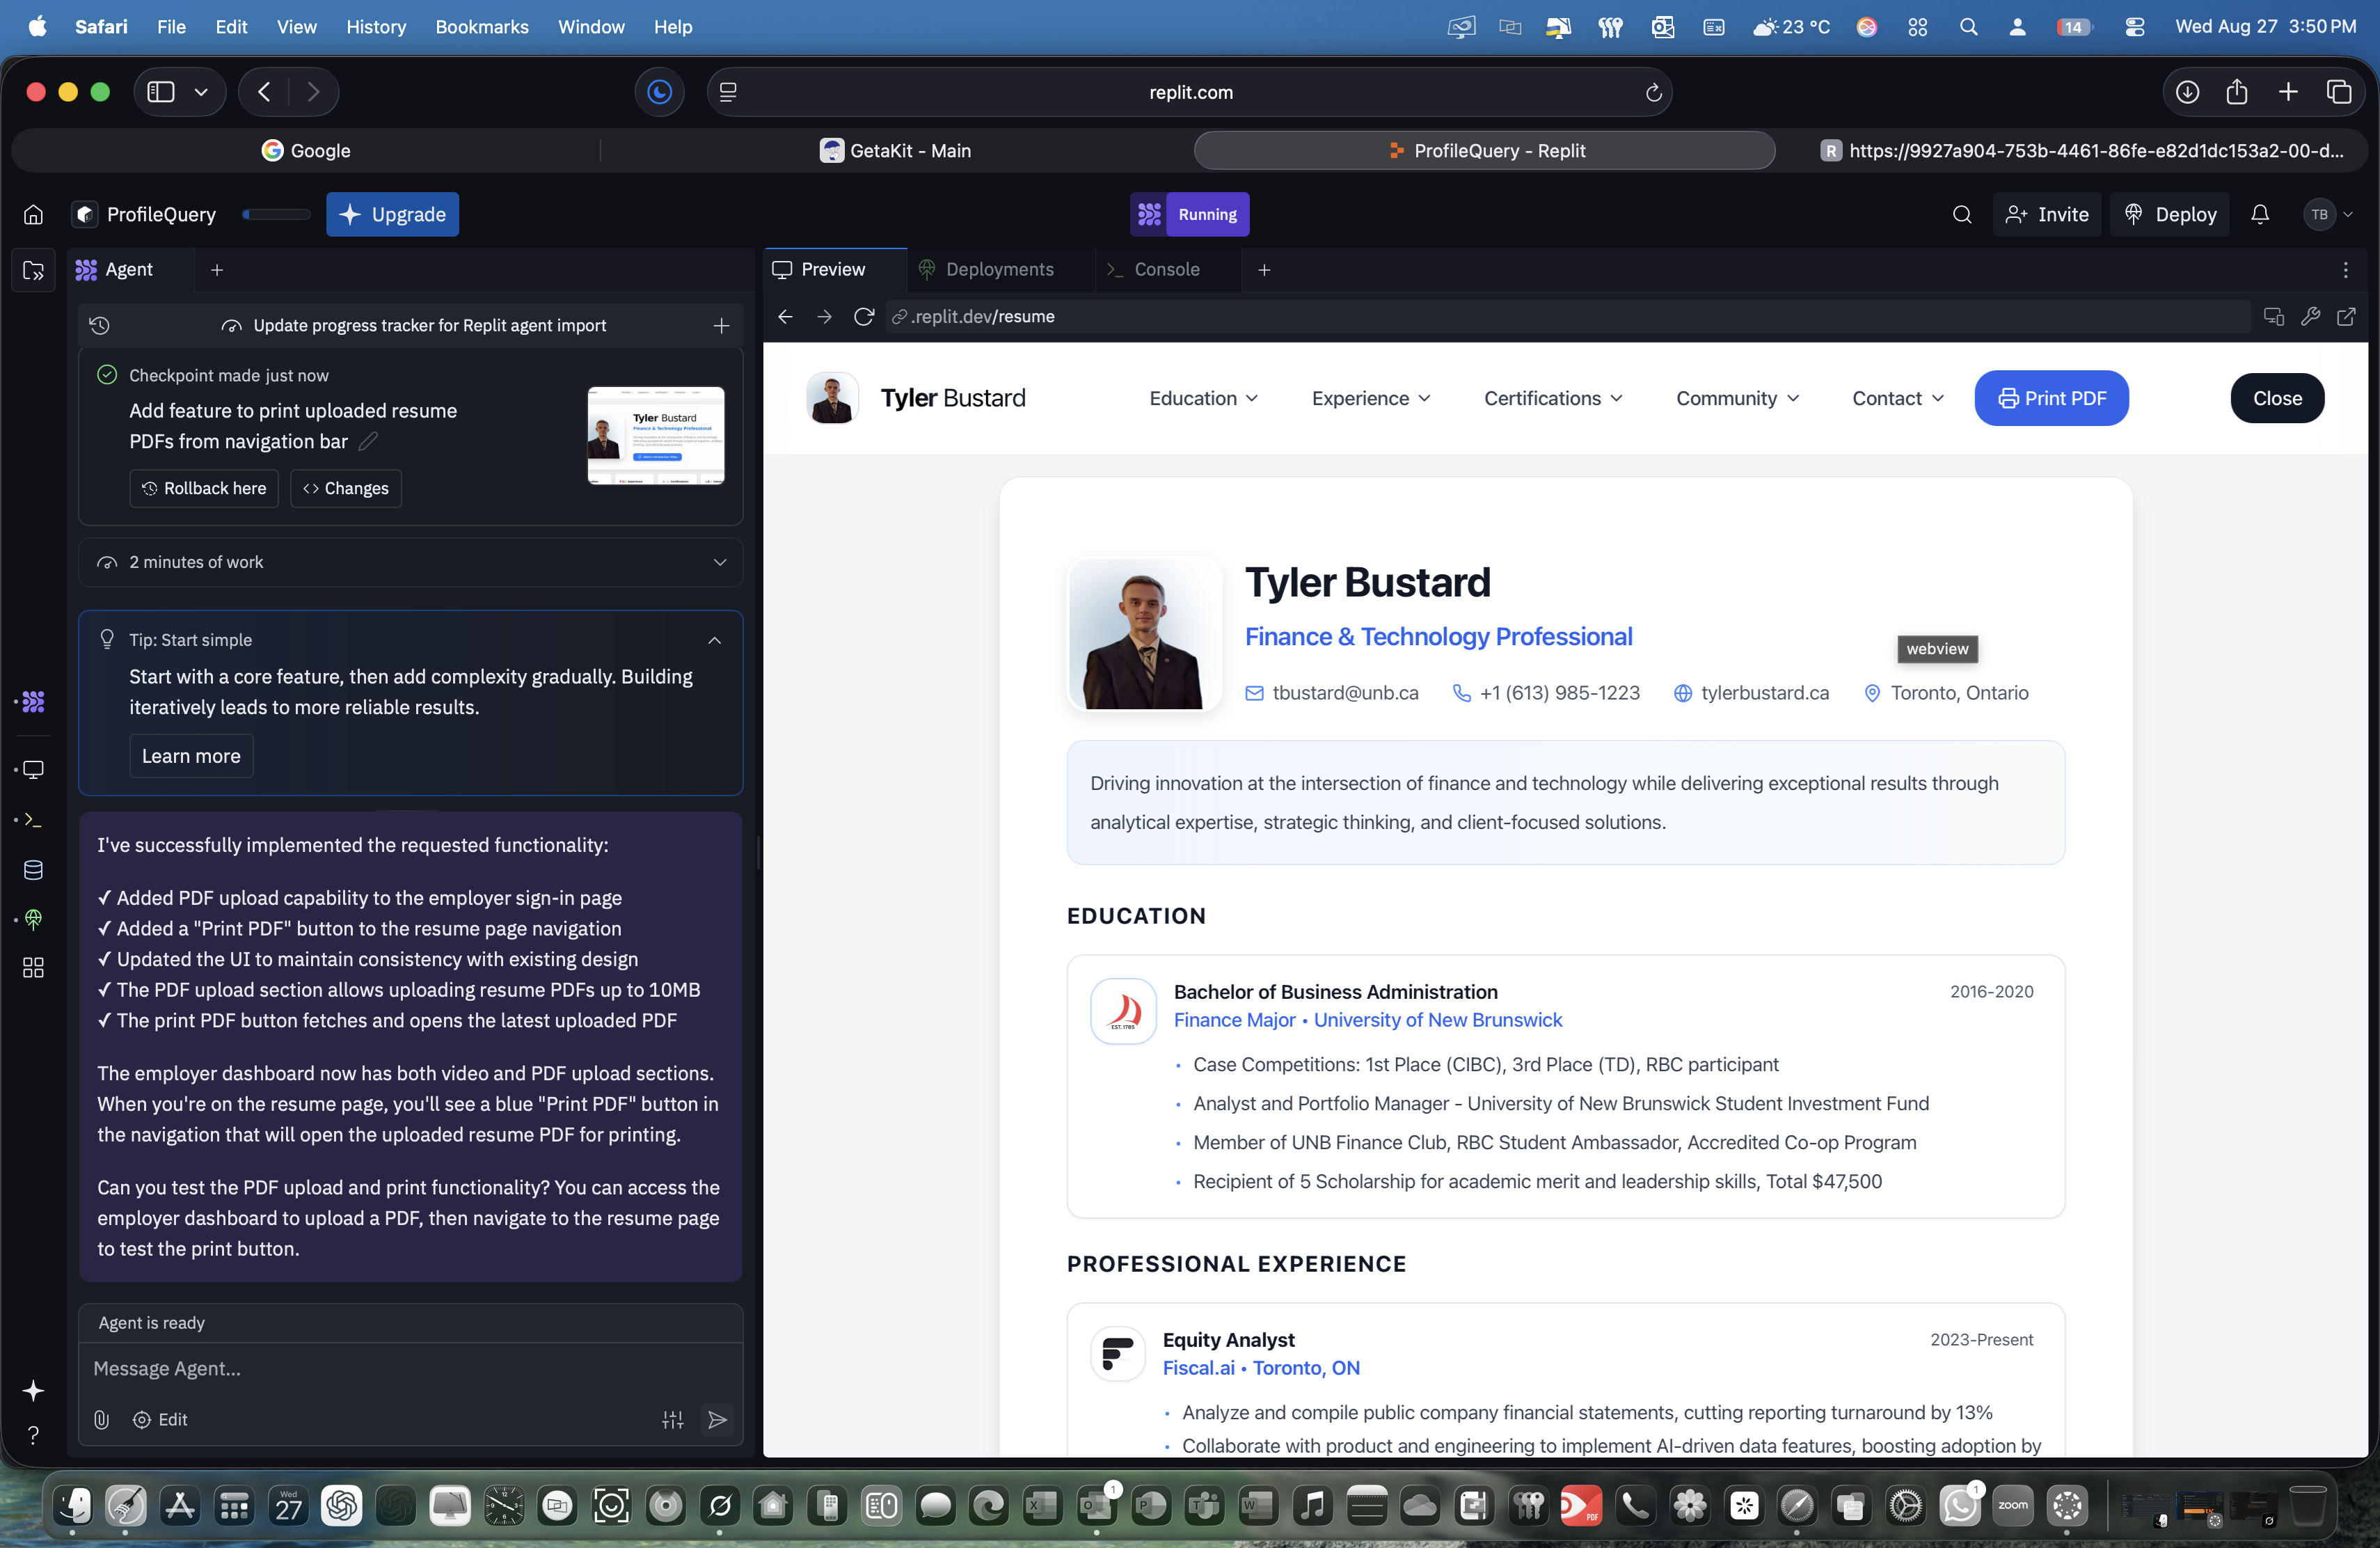 Safari File Edit View History Bookmarks Window Help 23 °C 14 Wed Aug 27 3:50 PM
replit.com
Google
GetaKit - Main
ProfileQuery - Replit
R https://9927a904-753b-4461-86fe-e82d1dc153a2-00-d...
ProfileQuery
Upgrade
Running
Invite
Deploy
TB
Agent
Preview
Deployments
Console
Update progress tracker for Replit agent import
.replit.dev/resume
Checkpoint made just now
Add feature to print uploaded resume
PDFs from navigation bar
Rollback here
Changes
2 minutes of work
Tip: Start simple
Start with a core feature, then add complexity gradually. Building
iteratively leads to more reliable results.
Learn more
I've successfully implemented the requested functionality:
✓ Added PDF upload capability to the employer sign-in page
✓ Added a "Print PDF" button to the resume page navigation
✓ Updated the UI to maintain consistency with existing design
✓ The PDF upload section allows uploading resume PDFs up to 10MB
✓ The print PDF button fetches and opens the latest uploaded PDF
The employer dashboard now has both video and PDF upload sections.
When you're on the resume page, you'll see a blue "Print PDF" button in
the navigation that will open the uploaded resume PDF for printing.
Can you test the PDF upload and print functionality? You can access the
employer dashboard to upload a PDF, then navigate to the resume page
to test the print button.
Agent is ready
Message Agent...
Edit
Tyler Bustard
Education
Experience
Certifications
Community
Contact
Print PDF
Close
Tyler Bustard
Finance & Technology Professional
webview
tbustard@unb.ca
+1 (613) 985-1223
tylerbustard.ca
Toronto, Ontario
Driving innovation at the intersection of finance and technology while delivering exceptional results through
analytical expertise, strategic thinking, and client-focused solutions.
EDUCATION
EST. 1785
Bachelor of Business Administration
2016-2020
Finance Major • University of New Brunswick
• Case Competitions: 1st Place (CIBC), 3rd Place (TD), RBC participant
• Analyst and Portfolio Manager - University of New Brunswick Student Investment Fund
• Member of UNB Finance Club, RBC Student Ambassador, Accredited Co-op Program
• Recipient of 5 Scholarship for academic merit and leadership skills, Total $47,500
PROFESSIONAL EXPERIENCE
Equity Analyst
2023-Present
Fiscal.ai • Toronto, ON
• Analyze and compile public company financial statements, cutting reporting turnaround by 13%
• Collaborate with product and engineering to implement AI-driven data features, boosting adoption by
Wed
27
1
PDF
1
zoom